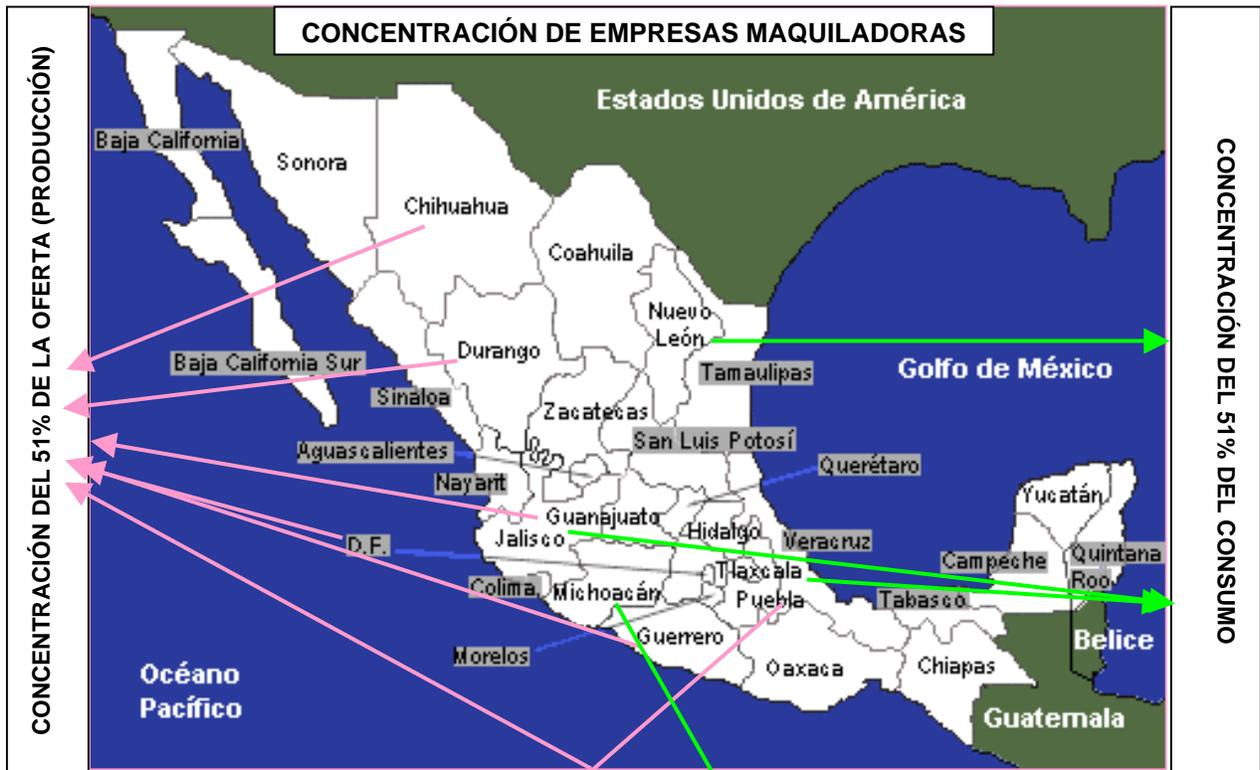 CONCENTRACIÓN DE EMPRESAS MAQUILADORAS
CONCENTRACIÓN DEL 51% DE LA OFERTA (PRODUCCIÓN)
CONCENTRACIÓN DEL 51% DEL CONSUMO
Estados Unidos de América
Baja California
Sonora
Chihuahua
Coahuila
Nuevo
León
Durango
Baja California Sur
Golfo de México
Tamaulipas
Sinaloa
Zacatecas
San Luis Potosí
Aguascalientes
Querétaro
Nayarit
Yucatán
Guanajuato
Jalisco
Hidalgo
Veracruz
D.F.
Campeche
Quintana
Roo
Tlaxcala
Colima
Michoacán
Puebla
Tabasco
Guerrero
Belice
Morelos
Oaxaca
Chiapas
Océano
Pacífico
Guatemala